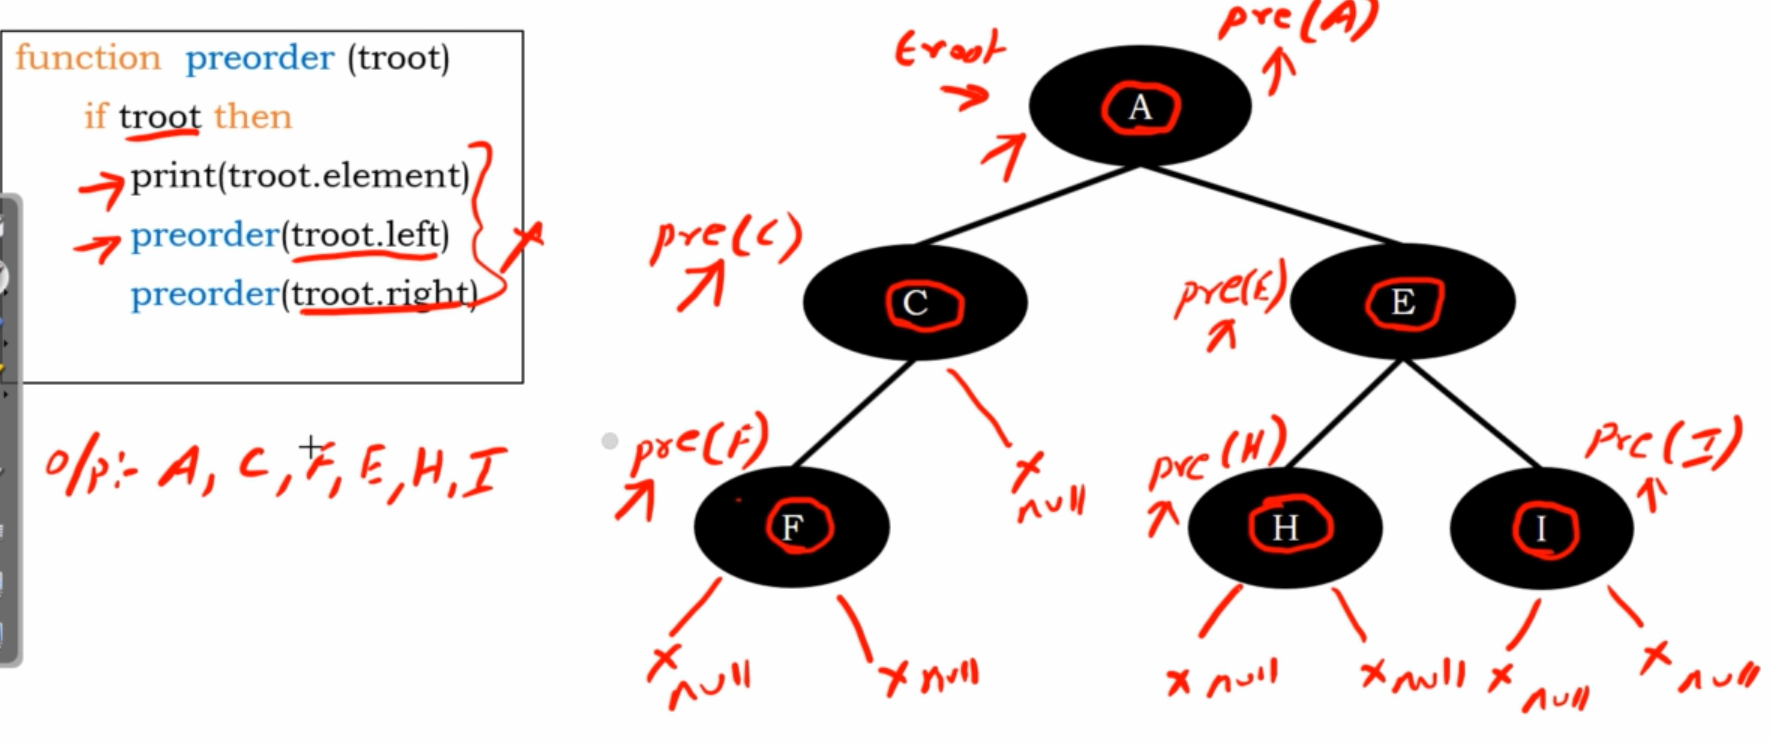 function preorder (troot)
if troot then
print(troot.element)
preorder(troot.left)
preorder(troot.right)
o/p:- A, C, F, E, H, I
troot
pre(A)
A
pre(C)
C
pre(E)
E
pre(F)
F
x
null
pre(H)
H
pre(I)
I
x null
x null
x null
x null
x null
x null